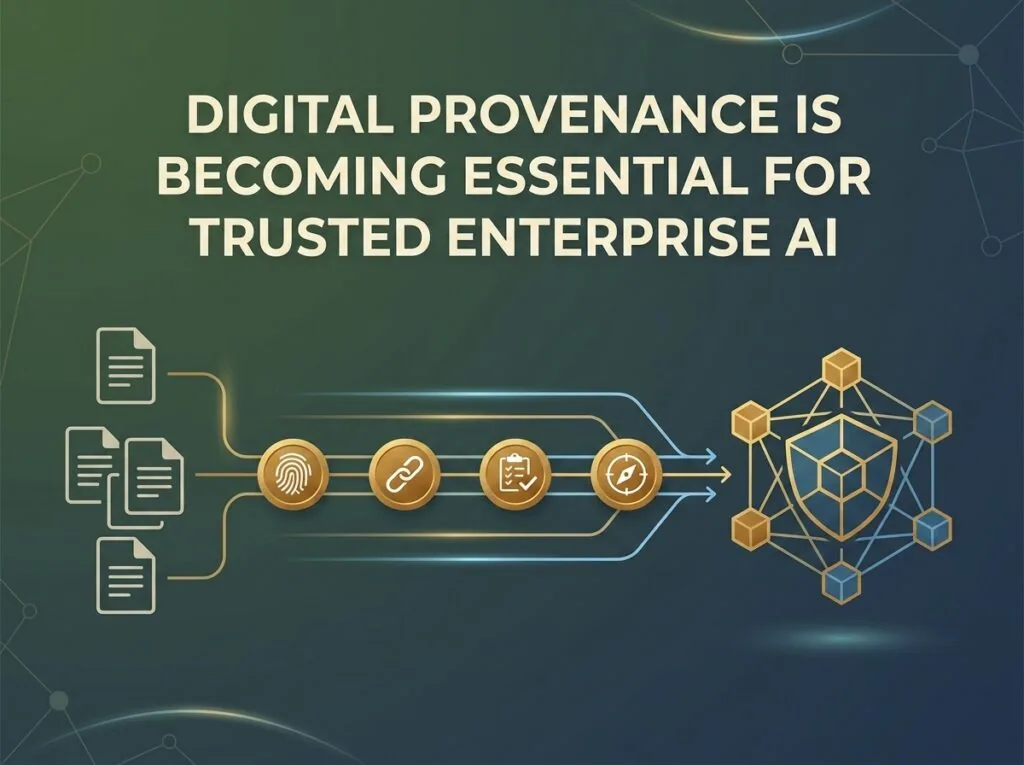 DIGITAL PROVENANCE IS
BECOMING ESSENTIAL FOR
TRUSTED ENTERPRISE AI